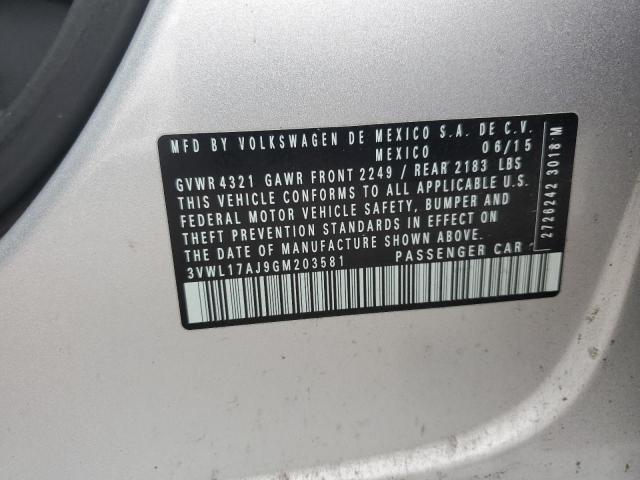 MFD BY VOLKSWAGEN DE MEXICO S.A. DE C.V.
MEXICO 06/15
GVWR 4321 GAWR FRONT 2249 / REAR 2183 LBS
THIS VEHICLE CONFORMS TO ALL APPLICABLE U.S.
FEDERAL MOTOR VEHICLE SAFETY, BUMPER AND
THEFT PREVENTION STANDARDS IN EFFECT ON
THE DATE OF MANUFACTURE SHOWN ABOVE.
3VWL17AJ9GM203581 PASSENGER CAR
2726242 3018 M